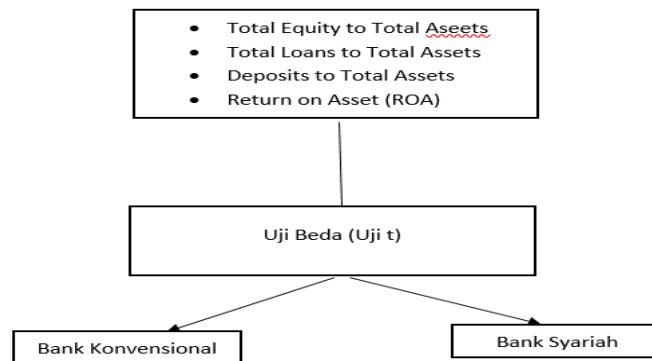 • Total Equity to Total Aseets
• Total Loans to Total Assets
• Deposits to Total Assets
• Return on Asset (ROA)
Uji Beda (Uji t)
Bank Konvensional
Bank Syariah